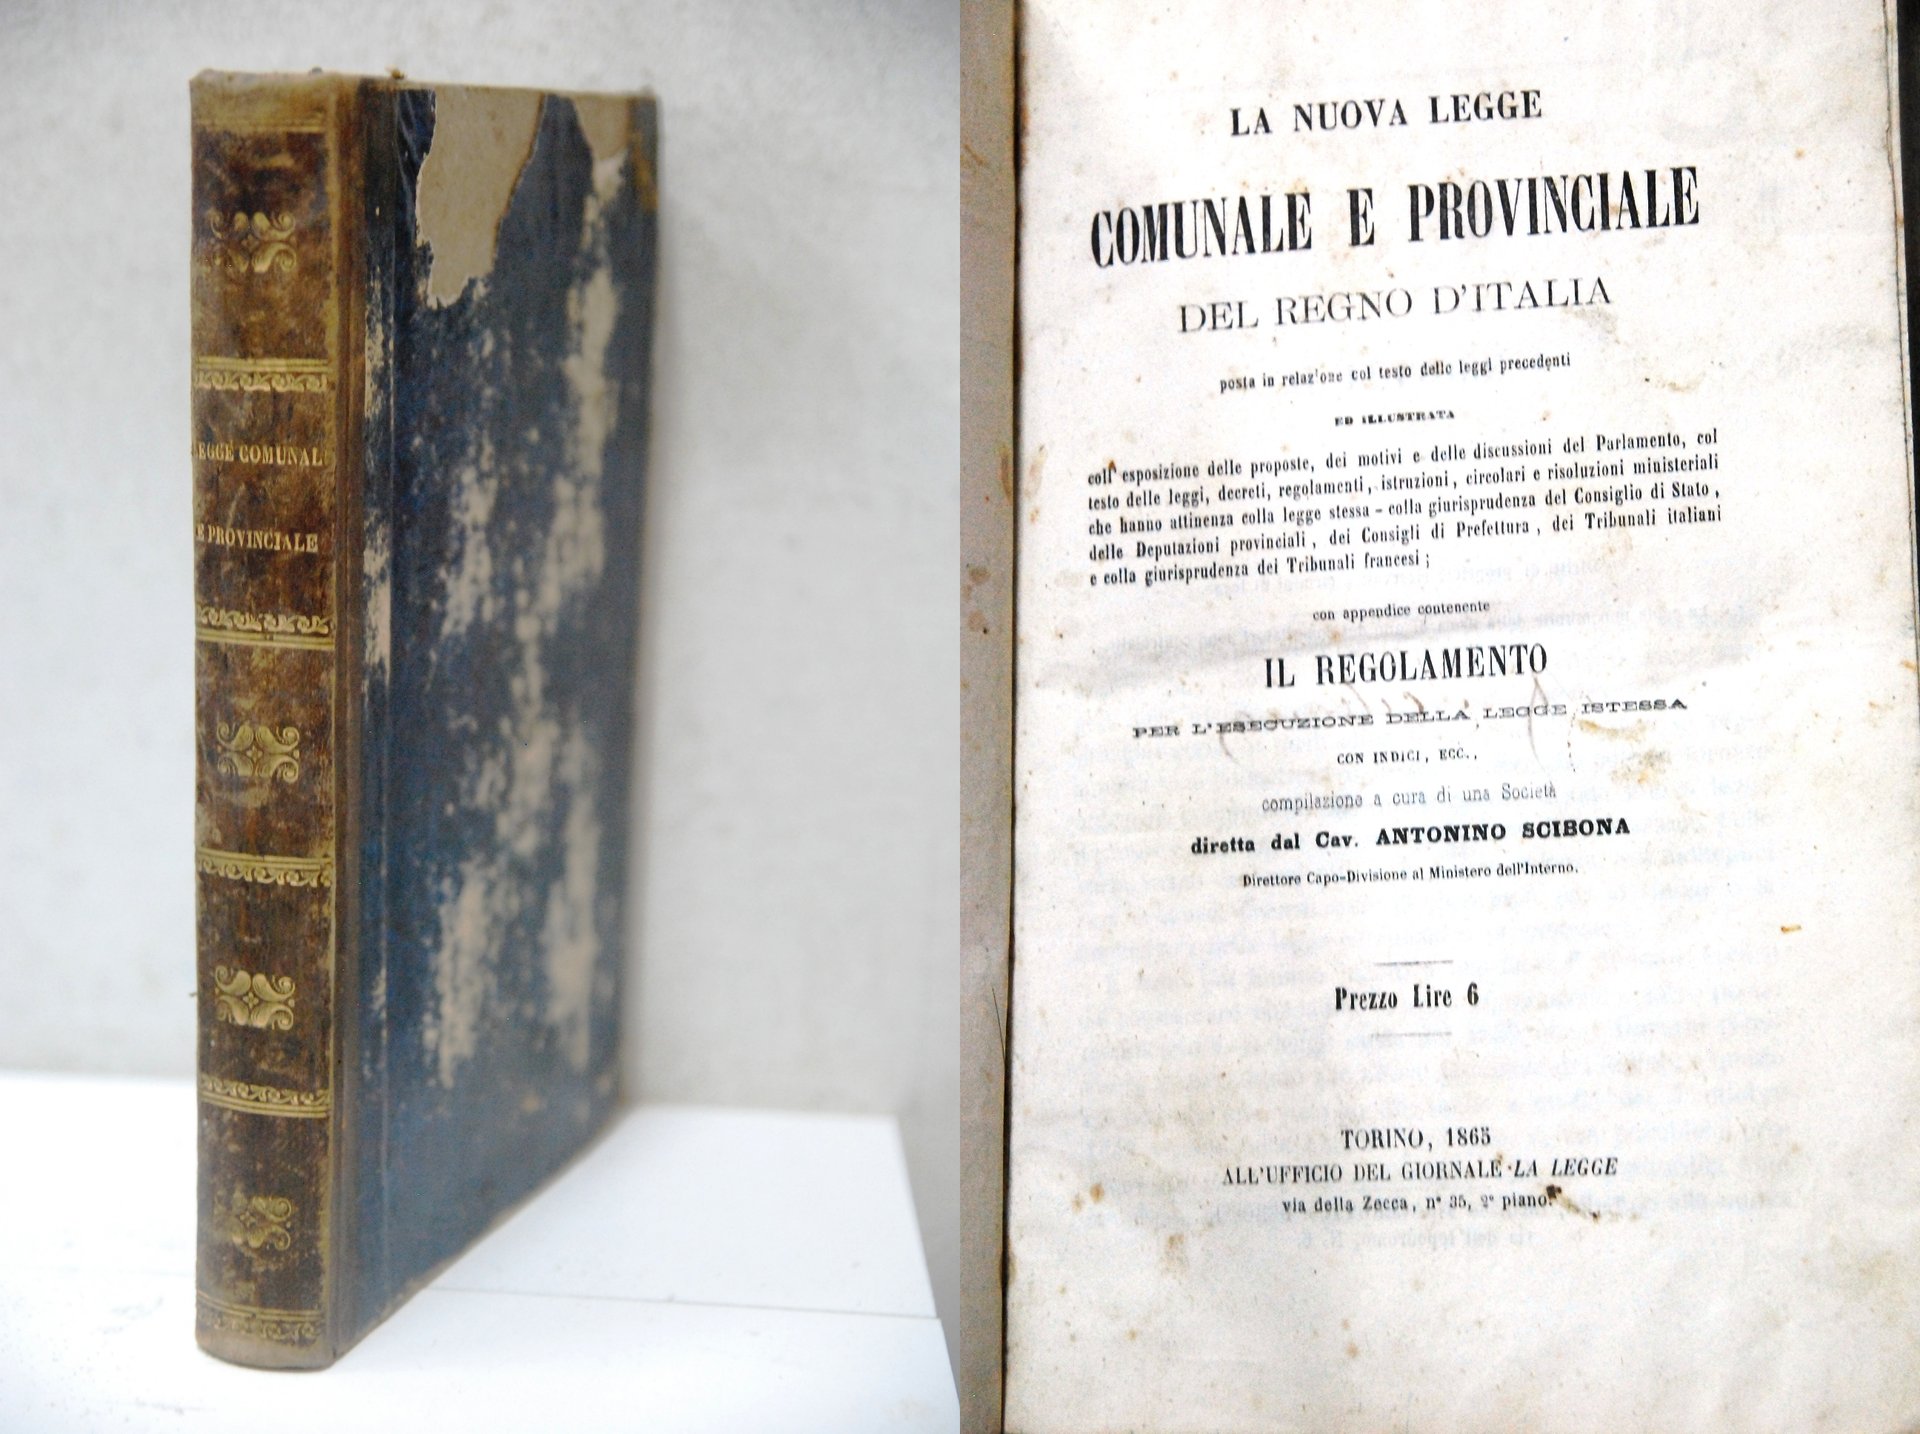 EGGE COMUNAL
E PROVINCIALE
LA NUOVA LEGGE
COMUNALE E PROVINCIALE
DEL REGNO D'ITALIA
posta in relazione col testo delle leggi precedenti
ED ILLUSTRATA
coll' esposizione delle proposte, dei motivi e delle discussioni del Parlamento, col
testo delle leggi, decreti, regolamenti, istruzioni, circolari e risoluzioni ministeriali
che hanno attinenza colla legge stessa - colla giurisprudenza del Consiglio di Stato,
delle Deputazioni provinciali, dei Consigli di Prefettura, dei Tribunali italiani
e colla giurisprudenza dei Tribunali francesi;
con appendice contenente
IL REGOLAMENTO
PER L'ESECUZIONE DELLA LEGGE ISTESSA
CON INDICI, ECC.,
compilazione a cura di una Società
diretta dal Cav. ANTONINO SCIBONA
Direttore Capo-Divisione al Ministero dell'Interno.
Prezzo Lire 6
TORINO, 1865
ALL'UFFICIO DEL GIORNALE LA LEGGE
via della Zecca, nº 35, 2º piano.